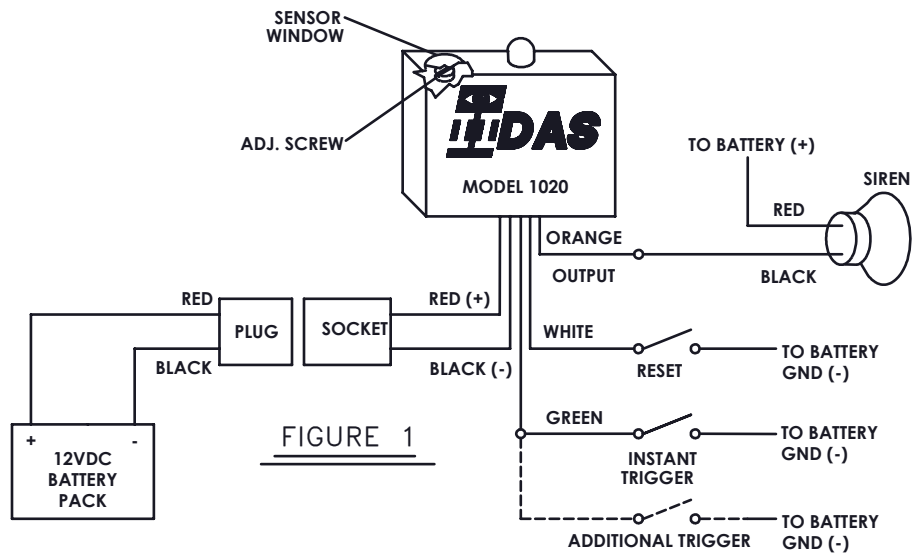 SENSOR
WINDOW
ADJ. SCREW
DAS
MODEL 1020
TO BATTERY (+)
SIREN
RED
ORANGE
OUTPUT
BLACK
RED
PLUG
SOCKET
RED (+)
BLACK
BLACK (-)
WHITE
RESET
TO BATTERY
GND (-)
GREEN
INSTANT
TRIGGER
TO BATTERY
GND (-)
ADDITIONAL TRIGGER
TO BATTERY
GND (-)
+ -
12VDC
BATTERY
PACK
FIGURE 1